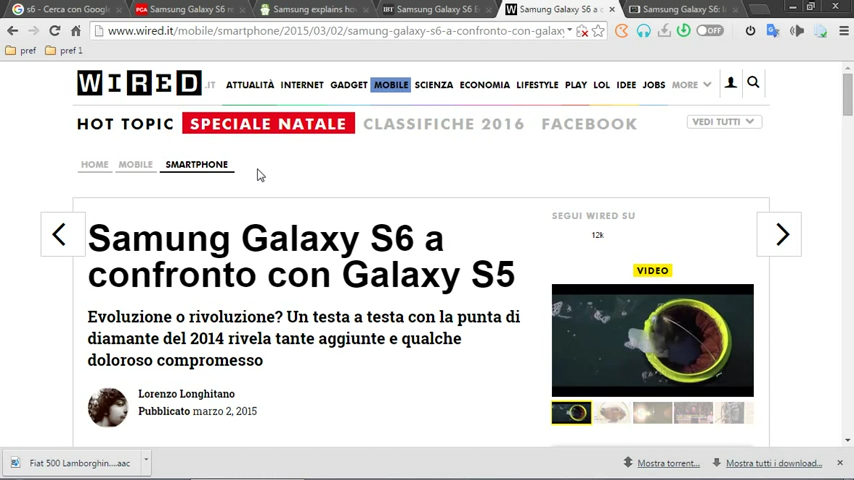 s6 - Cerca con Googl
Samsung Galaxy S6 r
Samsung explains ho
Samsung Galaxy S6 E
Samung Galaxy S6 a c
Samsung Galaxy S6: l
www.wired.it/mobile/smartphone/2015/03/02/samung-galaxy-s6-a-confronto-con-galaxy
OFF
pref
pref 1
WIRED.IT
ATTUALITÀ INTERNET GADGET MOBILE SCIENZA ECONOMIA LIFESTYLE PLAY LOL IDEE JOBS MORE
HOT TOPIC SPECIALE NATALE CLASSIFICHE 2016 FACEBOOK VEDI TUTTI
HOME MOBILE SMARTPHONE
Samung Galaxy S6 a
confronto con Galaxy S5
Evoluzione o rivoluzione? Un testa a testa con la punta di
diamante del 2014 rivela tante aggiunte e qualche
doloroso compromesso
Lorenzo Longhitano
Pubblicato marzo 2, 2015
SEGUI WIRED SU
12k
VIDEO
Fiat 500 Lamborghin....aac
Mostra torrent...
Mostra tutti i download...